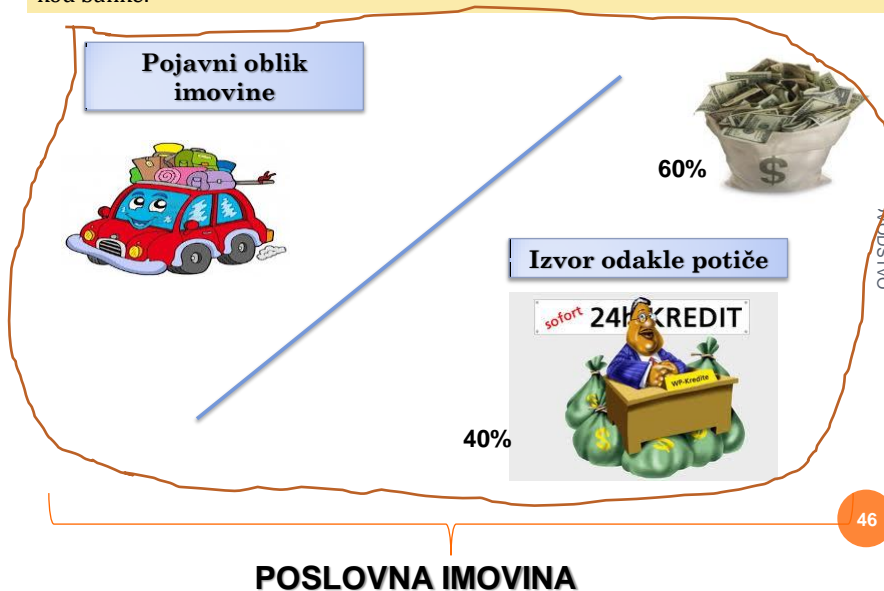 Pojavni oblik
imovine
60%
Izvor odakle potiče
sofort 24h KREDIT
WP-Kredite
40%
46
POSLOVNA IMOVINA